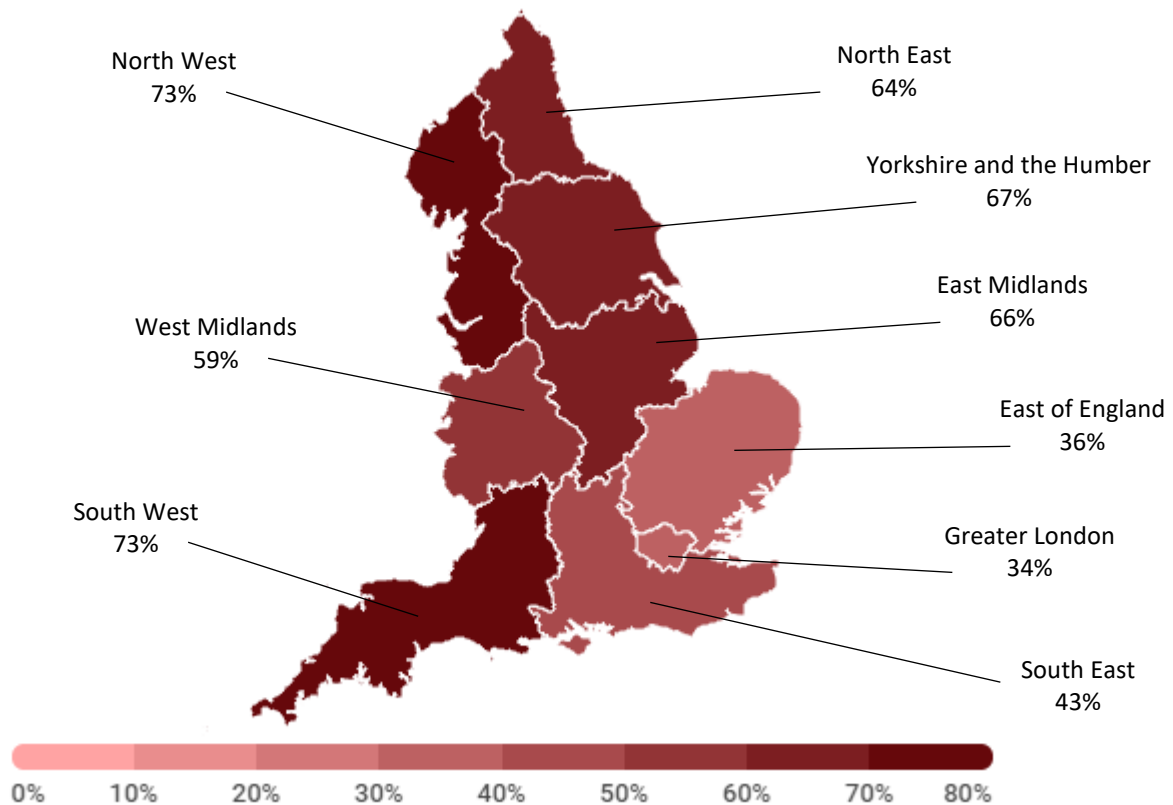 North West
73%
North East
64%
Yorkshire and the Humber
67%
East Midlands
66%
West Midlands
59%
East of England
36%
South West
73%
Greater London
34%
South East
43%
0% 10% 20% 30% 40% 50% 60% 70% 80%